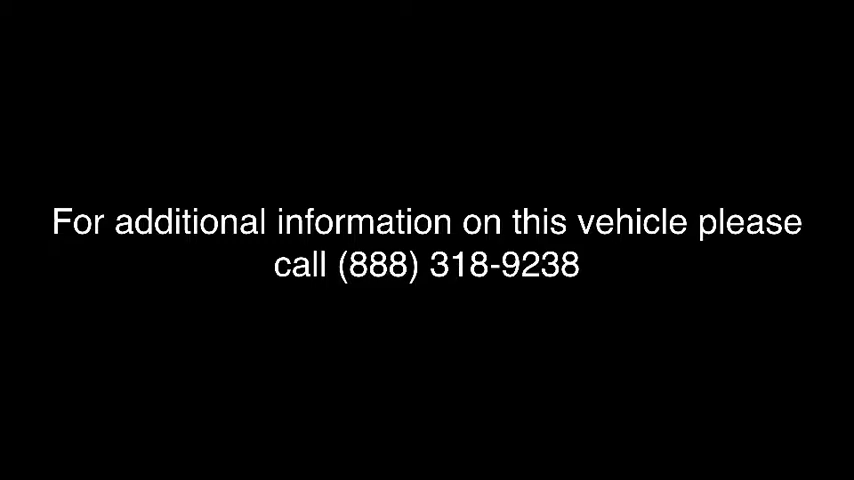 For additional information on this vehicle please
call (888) 318-9238